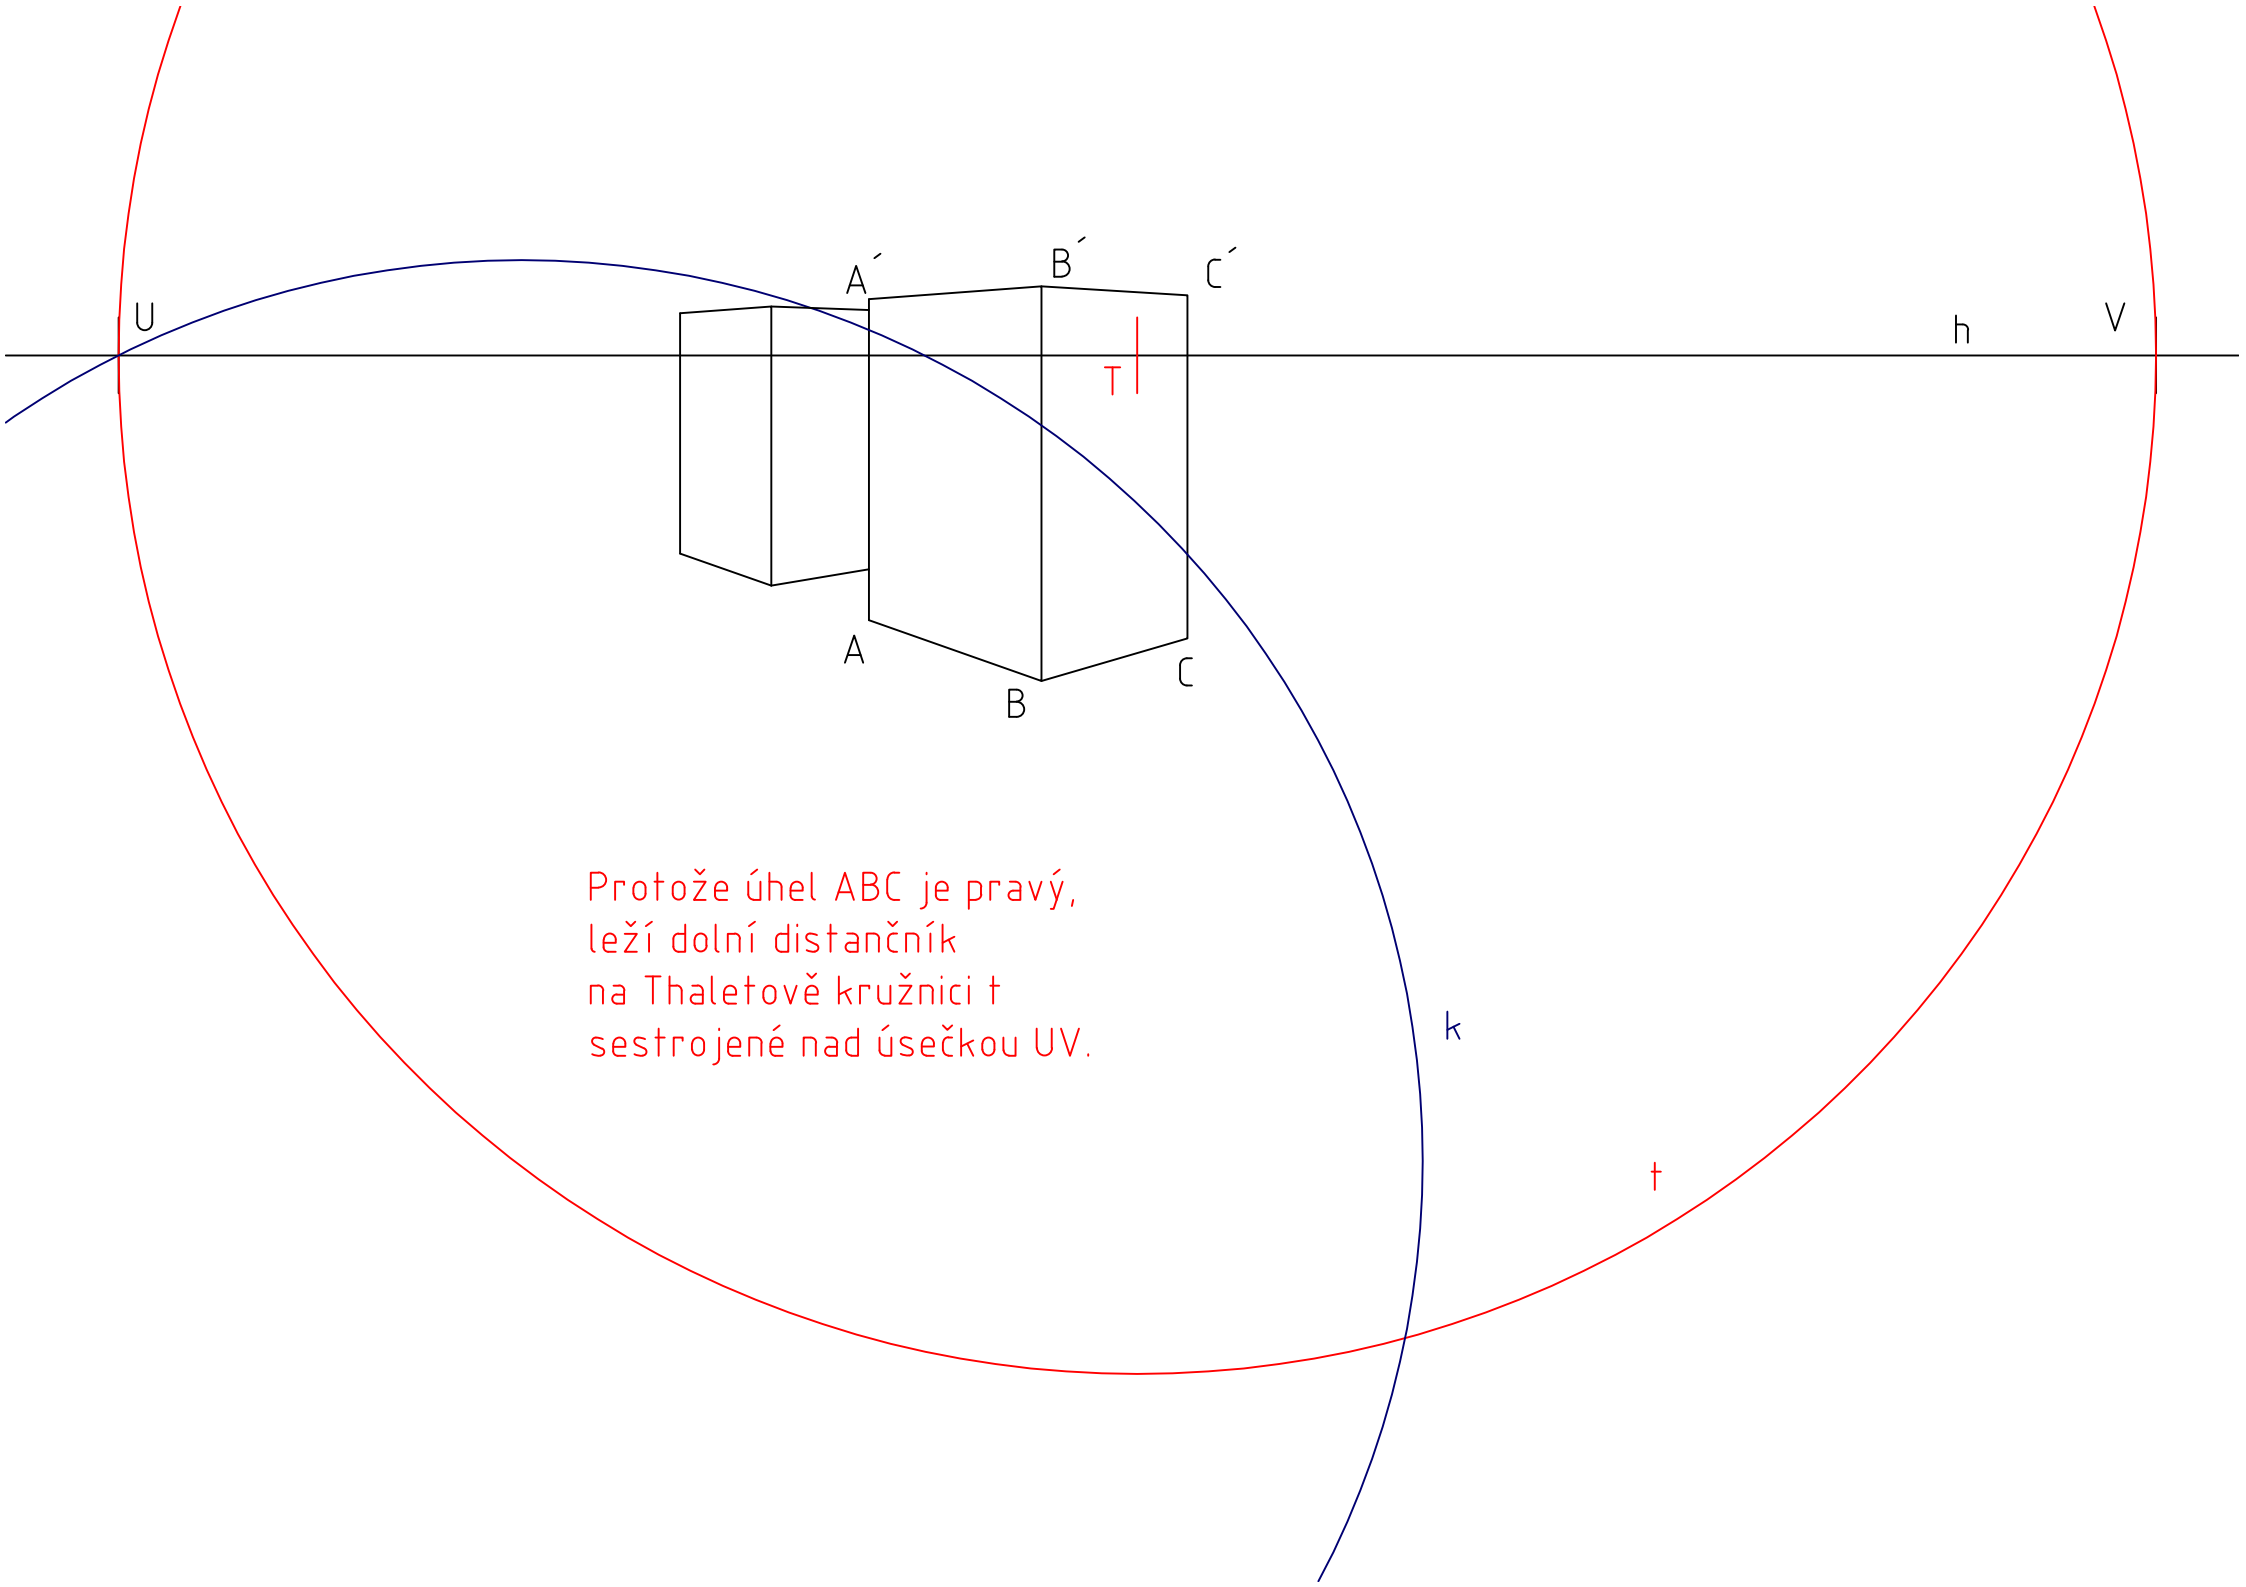 B´
A´
C´
U
h
V
T
A
C
B
Protože úhel ABC je pravý,
leží dolní distančník
na Thaletově kružnici t
sestrojené nad úsečkou UV.
k
t